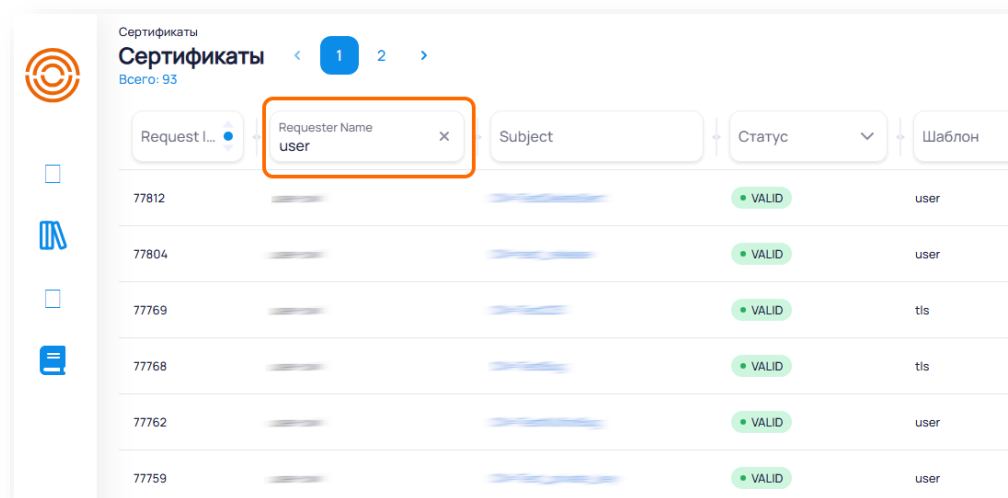 Сертификаты
Сертификаты
1 2
Всего: 93
Request I... Requester Name user Subject Статус Шаблон
77812 VALID user
77804 VALID user
77769 VALID tls
77768 VALID tls
77762 VALID user
77759 VALID user